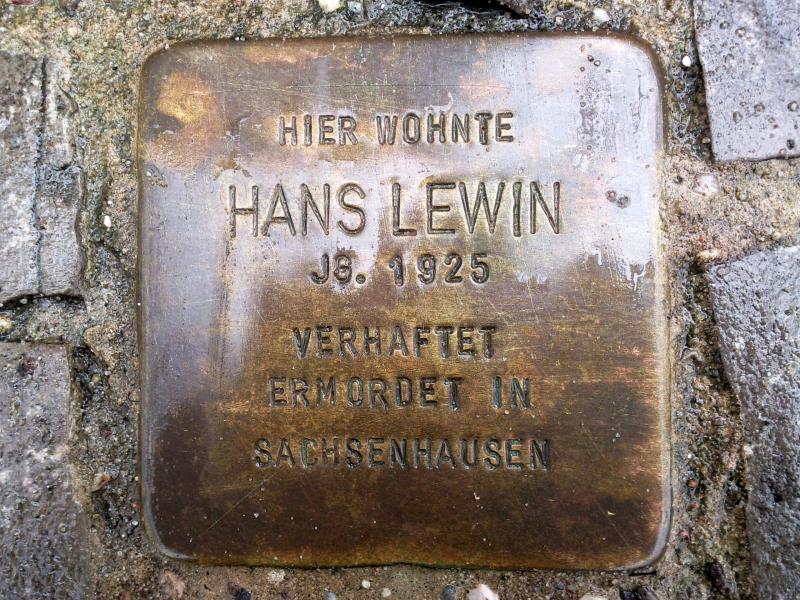 HIER WOHNTE
HANS LEWIN
JG. 1925
VERHAFTET
ERMORDET IN
SACHSENHAUSEN